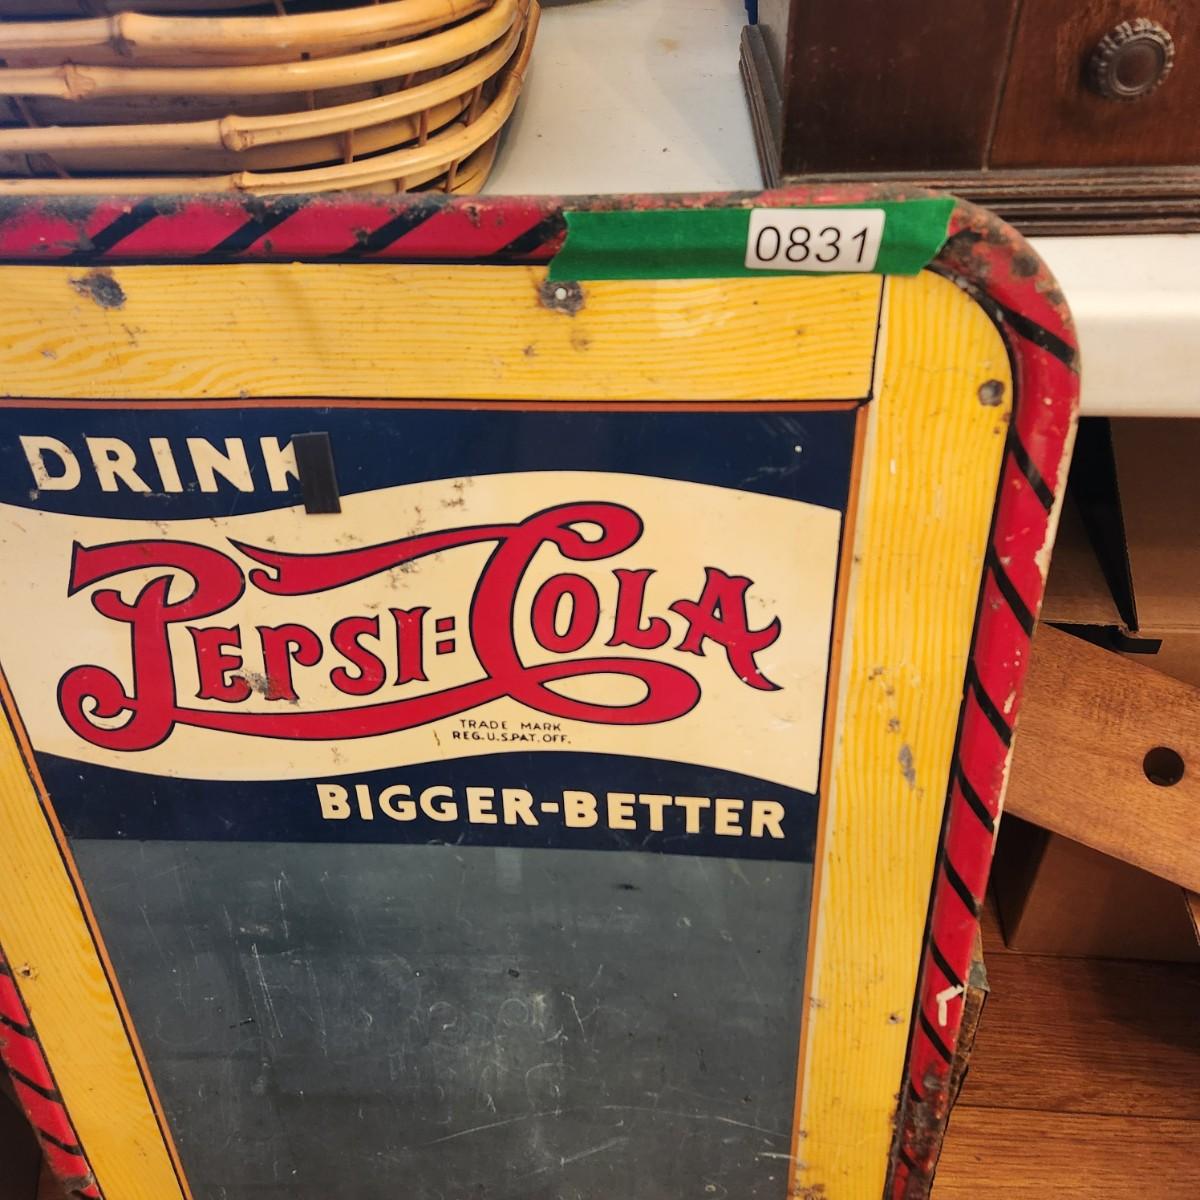 0831
DRINK
PEPSI:COLA
TRADE MARK
REG.U.S.PAT.OFF.
BIGGER-BETTER